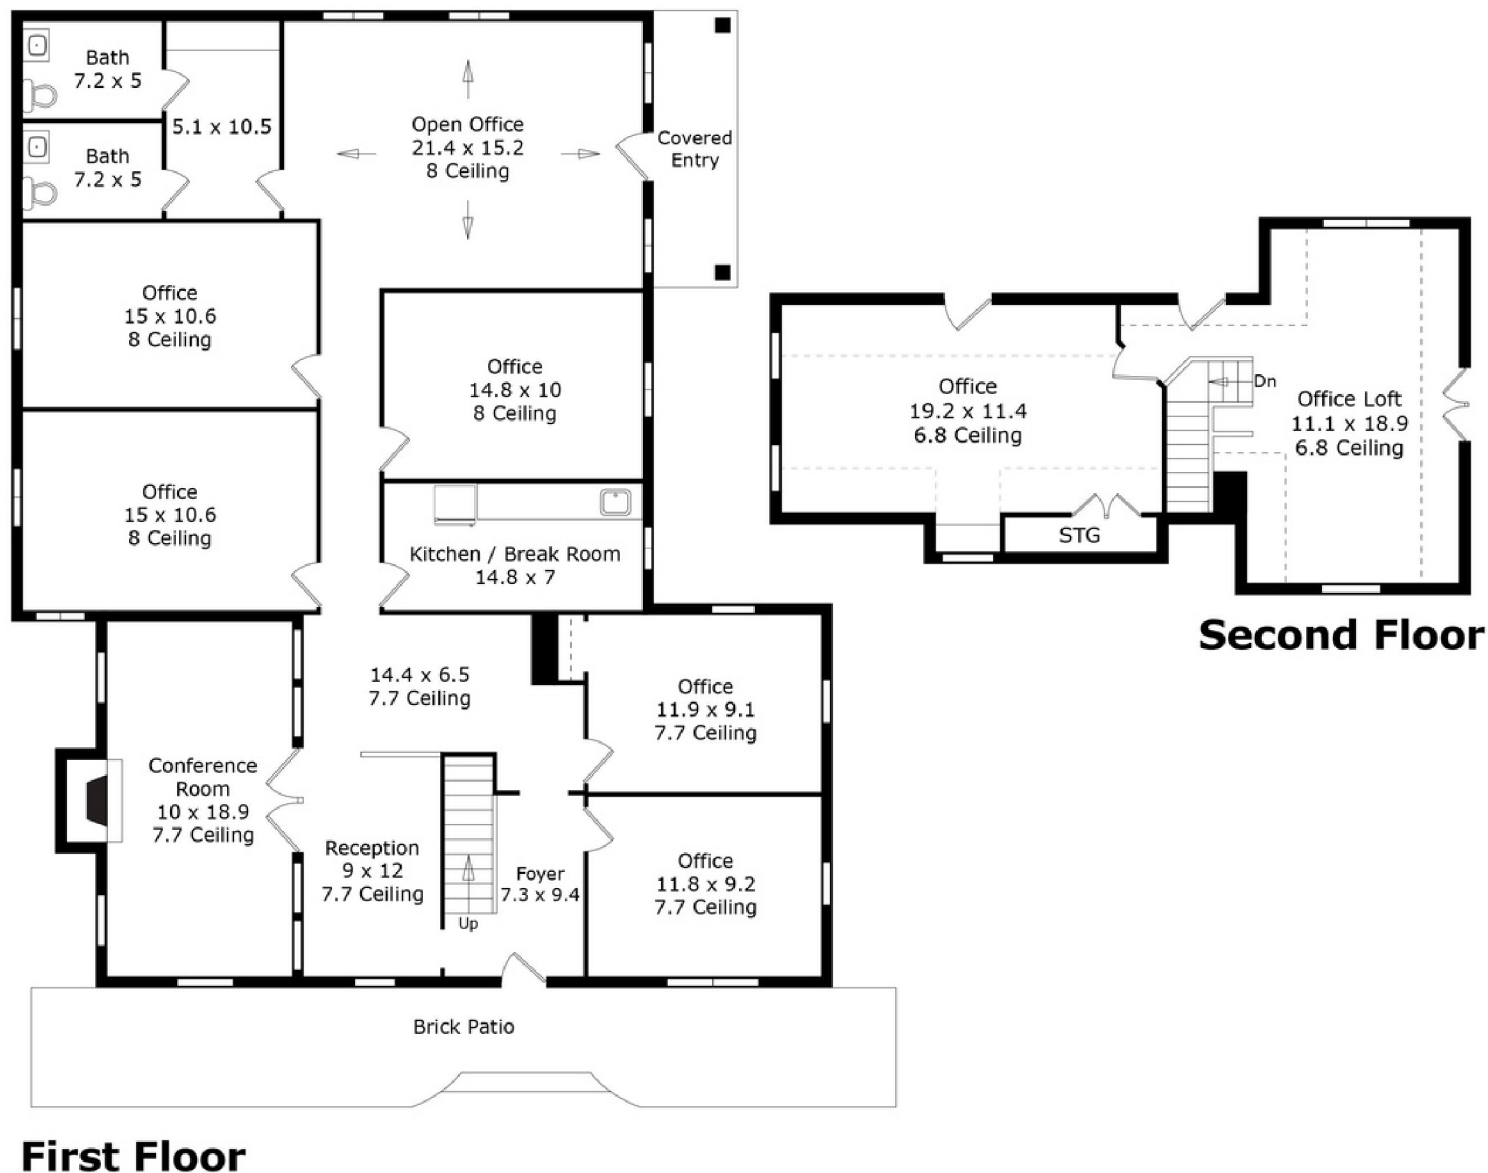 Bath
7.2 x 5
5.1 x 10.5
Bath
7.2 x 5
Open Office
21.4 x 15.2
8 Ceiling
Covered
Entry
Office
15 x 10.6
8 Ceiling
Office
14.8 x 10
8 Ceiling
Office
15 x 10.6
8 Ceiling
Kitchen / Break Room
14.8 x 7
14.4 x 6.5
7.7 Ceiling
Office
11.9 x 9.1
7.7 Ceiling
Conference
Room
10 x 18.9
7.7 Ceiling
Reception
9 x 12
7.7 Ceiling
Up
Foyer
7.3 x 9.4
Office
11.8 x 9.2
7.7 Ceiling
Brick Patio
First Floor
Office
19.2 x 11.4
6.8 Ceiling
Dn
Office Loft
11.1 x 18.9
6.8 Ceiling
STG
Second Floor